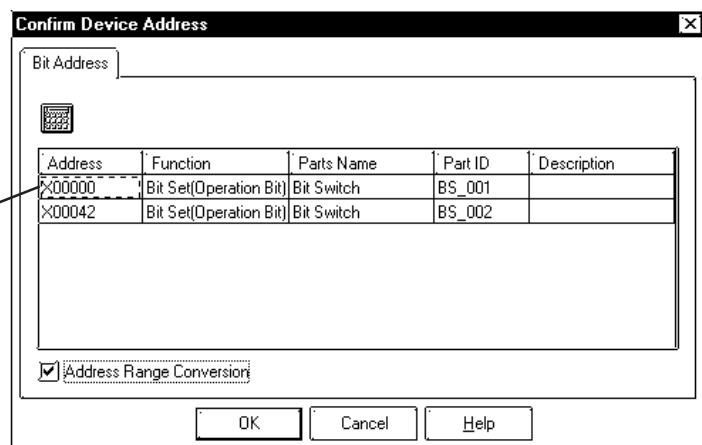 Confirm Device Address
Bit Address
Address Function Parts Name Part ID Description
X00000 Bit Set(Operation Bit) Bit Switch BS_001
X00042 Bit Set(Operation Bit) Bit Switch BS_002
Address Range Conversion
OK Cancel Help